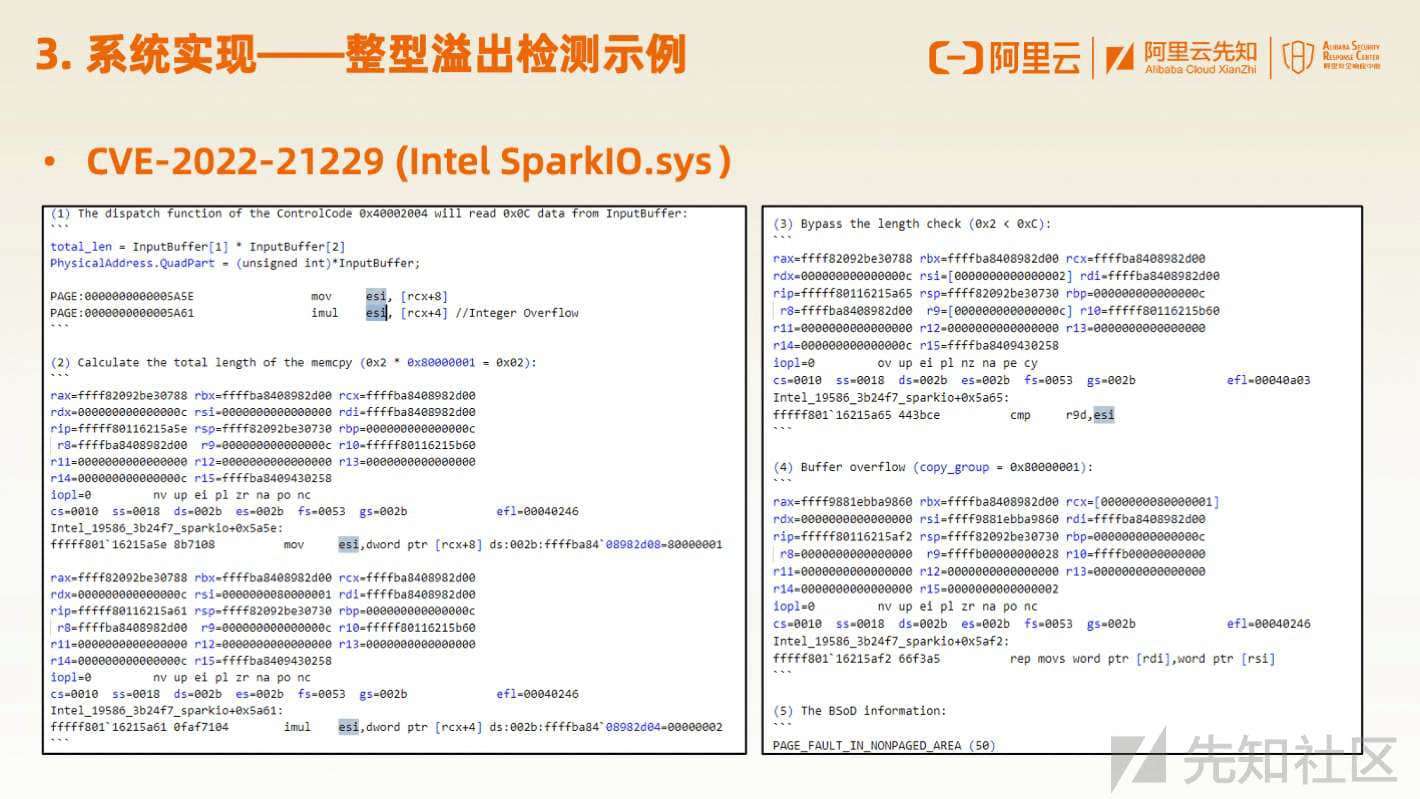 3. 系统实现——整型溢出检测示例
阿里云
阿里云先知
Alibaba Cloud XianZhi
ALIBABA SECURITY
RESPONSE CENTER
• CVE-2022-21229 (Intel SparkIO.sys)
(1) The dispatch function of the ControlCode 0x40002004 will read 0x0C data from InputBuffer:
```
total_len = InputBuffer[1] * InputBuffer[2]
PhysicalAddress.QuadPart = (unsigned int)*InputBuffer;
PAGE:0000000000005A5E mov esi, [rcx+8]
PAGE:0000000000005A61 imul esi, [rcx+4] //Integer Overflow
```
(2) Calculate the total length of the memcpy (0x2 * 0x80000001 = 0x02):
```
rax=ffff82092be30788 rbx=ffffba8408982d00 rcx=ffffba8408982d00
rdx=000000000000000c rsi=0000000000000000 rdi=ffffba8408982d00
rip=fffff80116215a5e rsp=ffff82092be30730 rbp=000000000000000c
r8=ffffba8408982d00 r9=000000000000000c r10=fffff80116215b60
r11=0000000000000000 r12=0000000000000000 r13=0000000000000000
r14=000000000000000c r15=ffffba8409430258
iopl=0 nv up ei pl zr na po nc
cs=0010 ss=0018 ds=002b es=002b fs=0053 gs=002b efl=00040246
Intel_19586_3b24f7_sparkio+0x5a5e:
fffff801`16215a5e 8b7108 mov esi,dword ptr [rcx+8] ds:002b:ffffba84`08982d08=80000001
rax=ffff82092be30788 rbx=ffffba8408982d00 rcx=ffffba8408982d00
rdx=000000000000000c rsi=0000000080000001 rdi=ffffba8408982d00
rip=fffff80116215a61 rsp=ffff82092be30730 rbp=000000000000000c
r8=ffffba8408982d00 r9=000000000000000c r10=fffff80116215b60
r11=0000000000000000 r12=0000000000000000 r13=0000000000000000
r14=000000000000000c r15=ffffba8409430258
iopl=0 nv up ei pl zr na po nc
cs=0010 ss=0018 ds=002b es=002b fs=0053 gs=002b efl=00040246
Intel_19586_3b24f7_sparkio+0x5a61:
fffff801`16215a61 0faf7104 imul esi,dword ptr [rcx+4] ds:002b:ffffba84`08982d04=00000002
```
(3) Bypass the length check (0x2 < 0xC):
```
rax=ffff82092be30788 rbx=ffffba8408982d00 rcx=ffffba8408982d00
rdx=000000000000000c rsi=[0000000000000002] rdi=ffffba8408982d00
rip=fffff80116215a65 rsp=ffff82092be30730 rbp=000000000000000c
r8=ffffba8408982d00 r9=[000000000000000c] r10=fffff80116215b60
r11=0000000000000000 r12=0000000000000000 r13=0000000000000000
r14=000000000000000c r15=ffffba8409430258
iopl=0 ov up ei pl nz na pe cy
cs=0010 ss=0018 ds=002b es=002b fs=0053 gs=002b efl=00040a03
Intel_19586_3b24f7_sparkio+0x5a65:
fffff801`16215a65 443bce cmp r9d,esi
```
(4) Buffer overflow (copy_group = 0x80000001):
```
rax=ffff9881ebba9860 rbx=ffffba8408982d00 rcx=[0000000080000001]
rdx=0000000000000000 rsi=ffff9881ebba9860 rdi=ffffba8408982d00
rip=fffff80116215af2 rsp=ffff82092be30730 rbp=000000000000000c
r8=0000000000000000 r9=ffffb00000000028 r10=ffffb00000000000
r11=0000000000000000 r12=0000000000000000 r13=0000000000000000
r14=0000000000000000 r15=0000000000000002
iopl=0 nv up ei pl zr na po nc
cs=0010 ss=0018 ds=002b es=002b fs=0053 gs=002b efl=00040246
Intel_19586_3b24f7_sparkio+0x5af2:
fffff801`16215af2 66f3a5 rep movs word ptr [rdi],word ptr [rsi]
```
(5) The BSoD information:
```
PAGE_FAULT_IN_NONPAGED_AREA (50)
先知社区